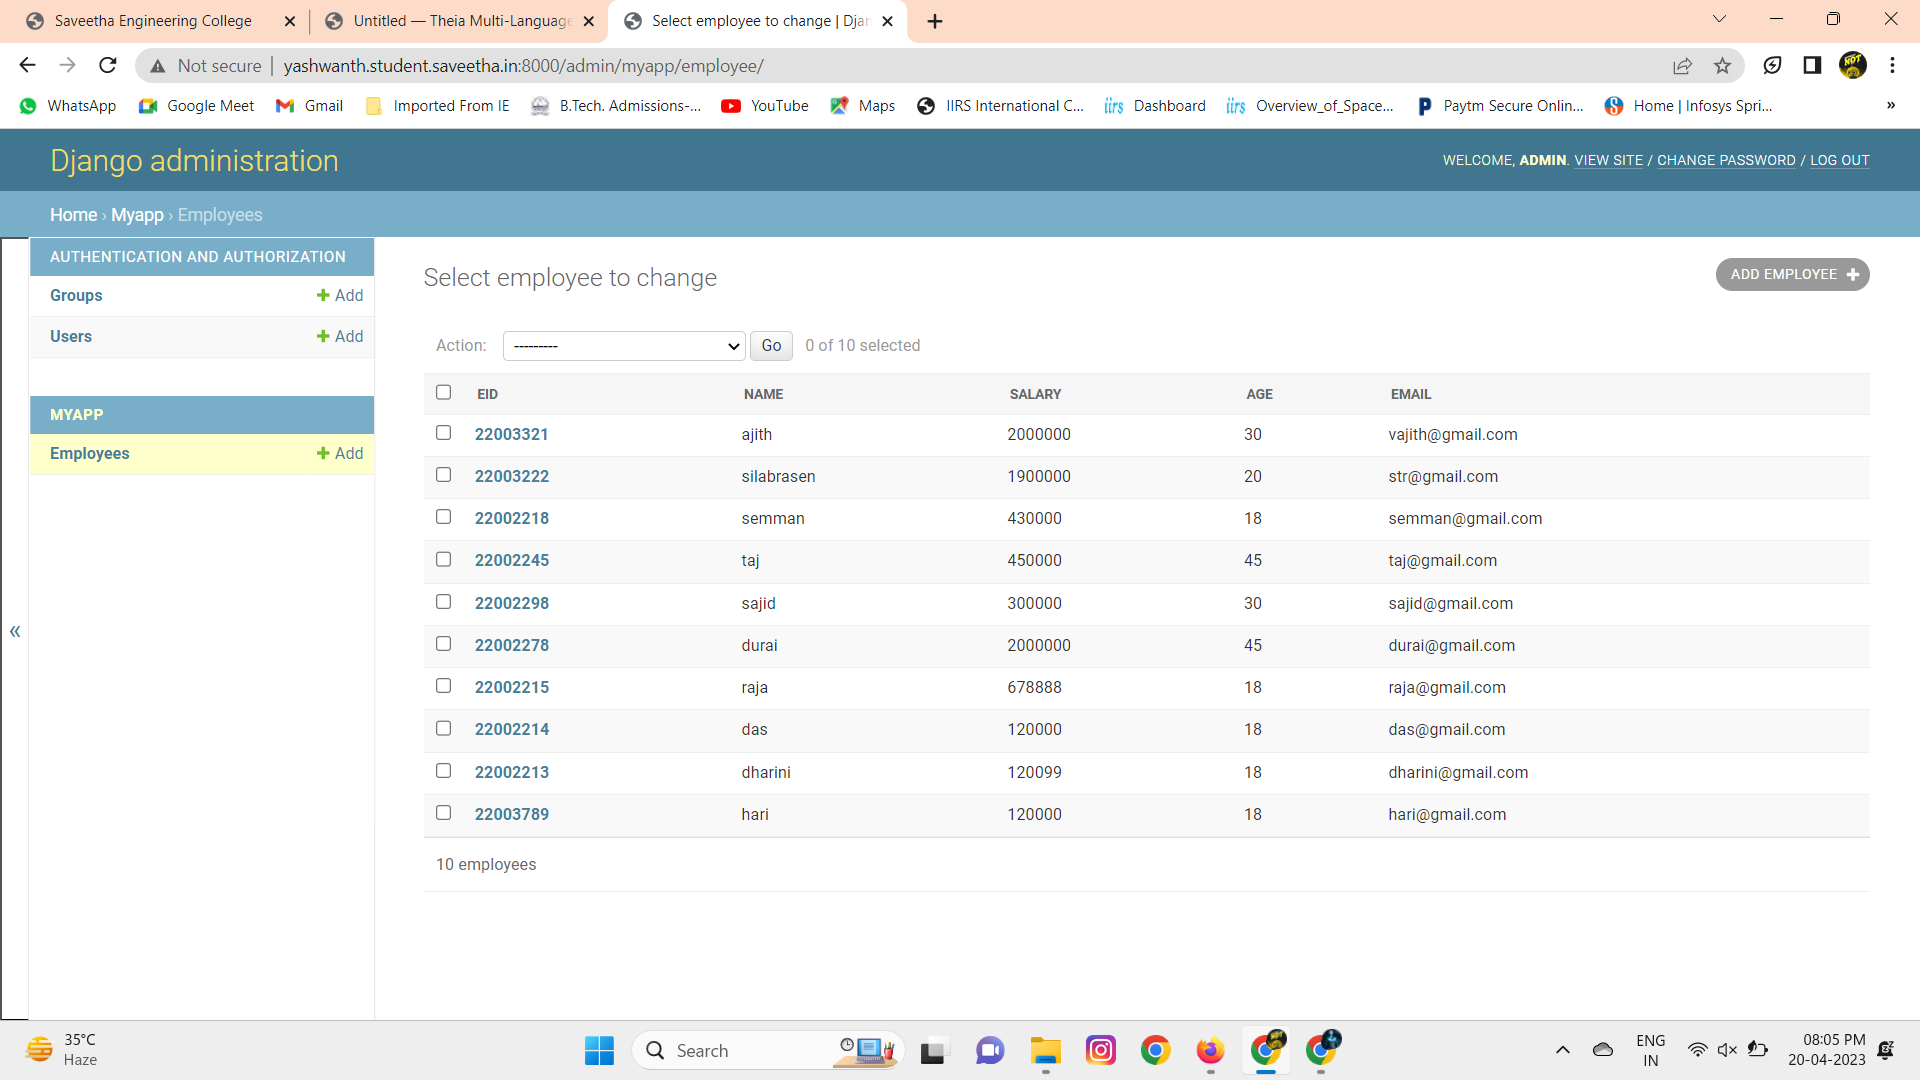 Saveetha Engineering College
Untitled — Theia Multi-Language
Select employee to change | Djan
Not secure | yashwanth.student.saveetha.in:8000/admin/myapp/employee/
WhatsApp Google Meet Gmail Imported From IE B.Tech. Admissions-... YouTube Maps IIRS International C... iirs Dashboard iirs Overview_of_Space... Paytm Secure Onlin... Home | Infosys Spri... »
Django administration
WELCOME, ADMIN. VIEW SITE / CHANGE PASSWORD / LOG OUT
Home › Myapp › Employees
AUTHENTICATION AND AUTHORIZATION
Groups + Add
Users + Add
MYAPP
Employees + Add
«
Select employee to change
ADD EMPLOYEE +
Action: --------- Go 0 of 10 selected
EID NAME SALARY AGE EMAIL
22003321 ajith 2000000 30 vajith@gmail.com
22003222 silabrasen 1900000 20 str@gmail.com
22002218 semman 430000 18 semman@gmail.com
22002245 taj 450000 45 taj@gmail.com
22002298 sajid 300000 30 sajid@gmail.com
22002278 durai 2000000 45 durai@gmail.com
22002215 raja 678888 18 raja@gmail.com
22002214 das 120000 18 das@gmail.com
22002213 dharini 120099 18 dharini@gmail.com
22003789 hari 120000 18 hari@gmail.com
10 employees
35°C
Haze
Search
ENG
IN
08:05 PM
20-04-2023